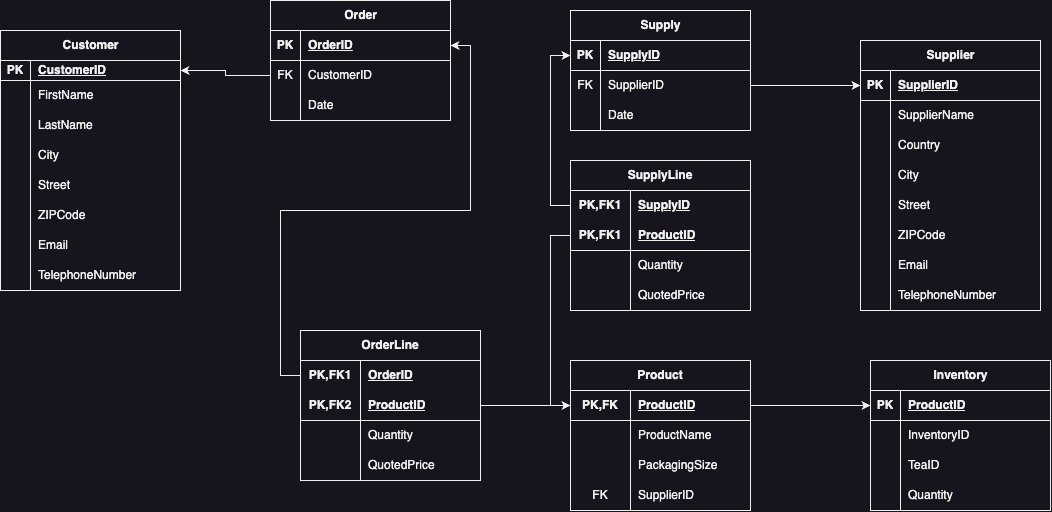 Customer
PK CustomerID
FirstName
LastName
City
Street
ZIPCode
Email
TelephoneNumber
Order
PK OrderID
FK CustomerID
Date
Supply
PK SupplyID
FK SupplierID
Date
Supplier
PK SupplierID
SupplierName
Country
City
Street
ZIPCode
Email
TelephoneNumber
SupplyLine
PK,FK1 SupplyID
PK,FK1 ProductID
Quantity
QuotedPrice
OrderLine
PK,FK1 OrderID
PK,FK2 ProductID
Quantity
QuotedPrice
Product
PK,FK ProductID
ProductName
PackagingSize
FK SupplierID
Inventory
PK ProductID
InventoryID
TeaID
Quantity